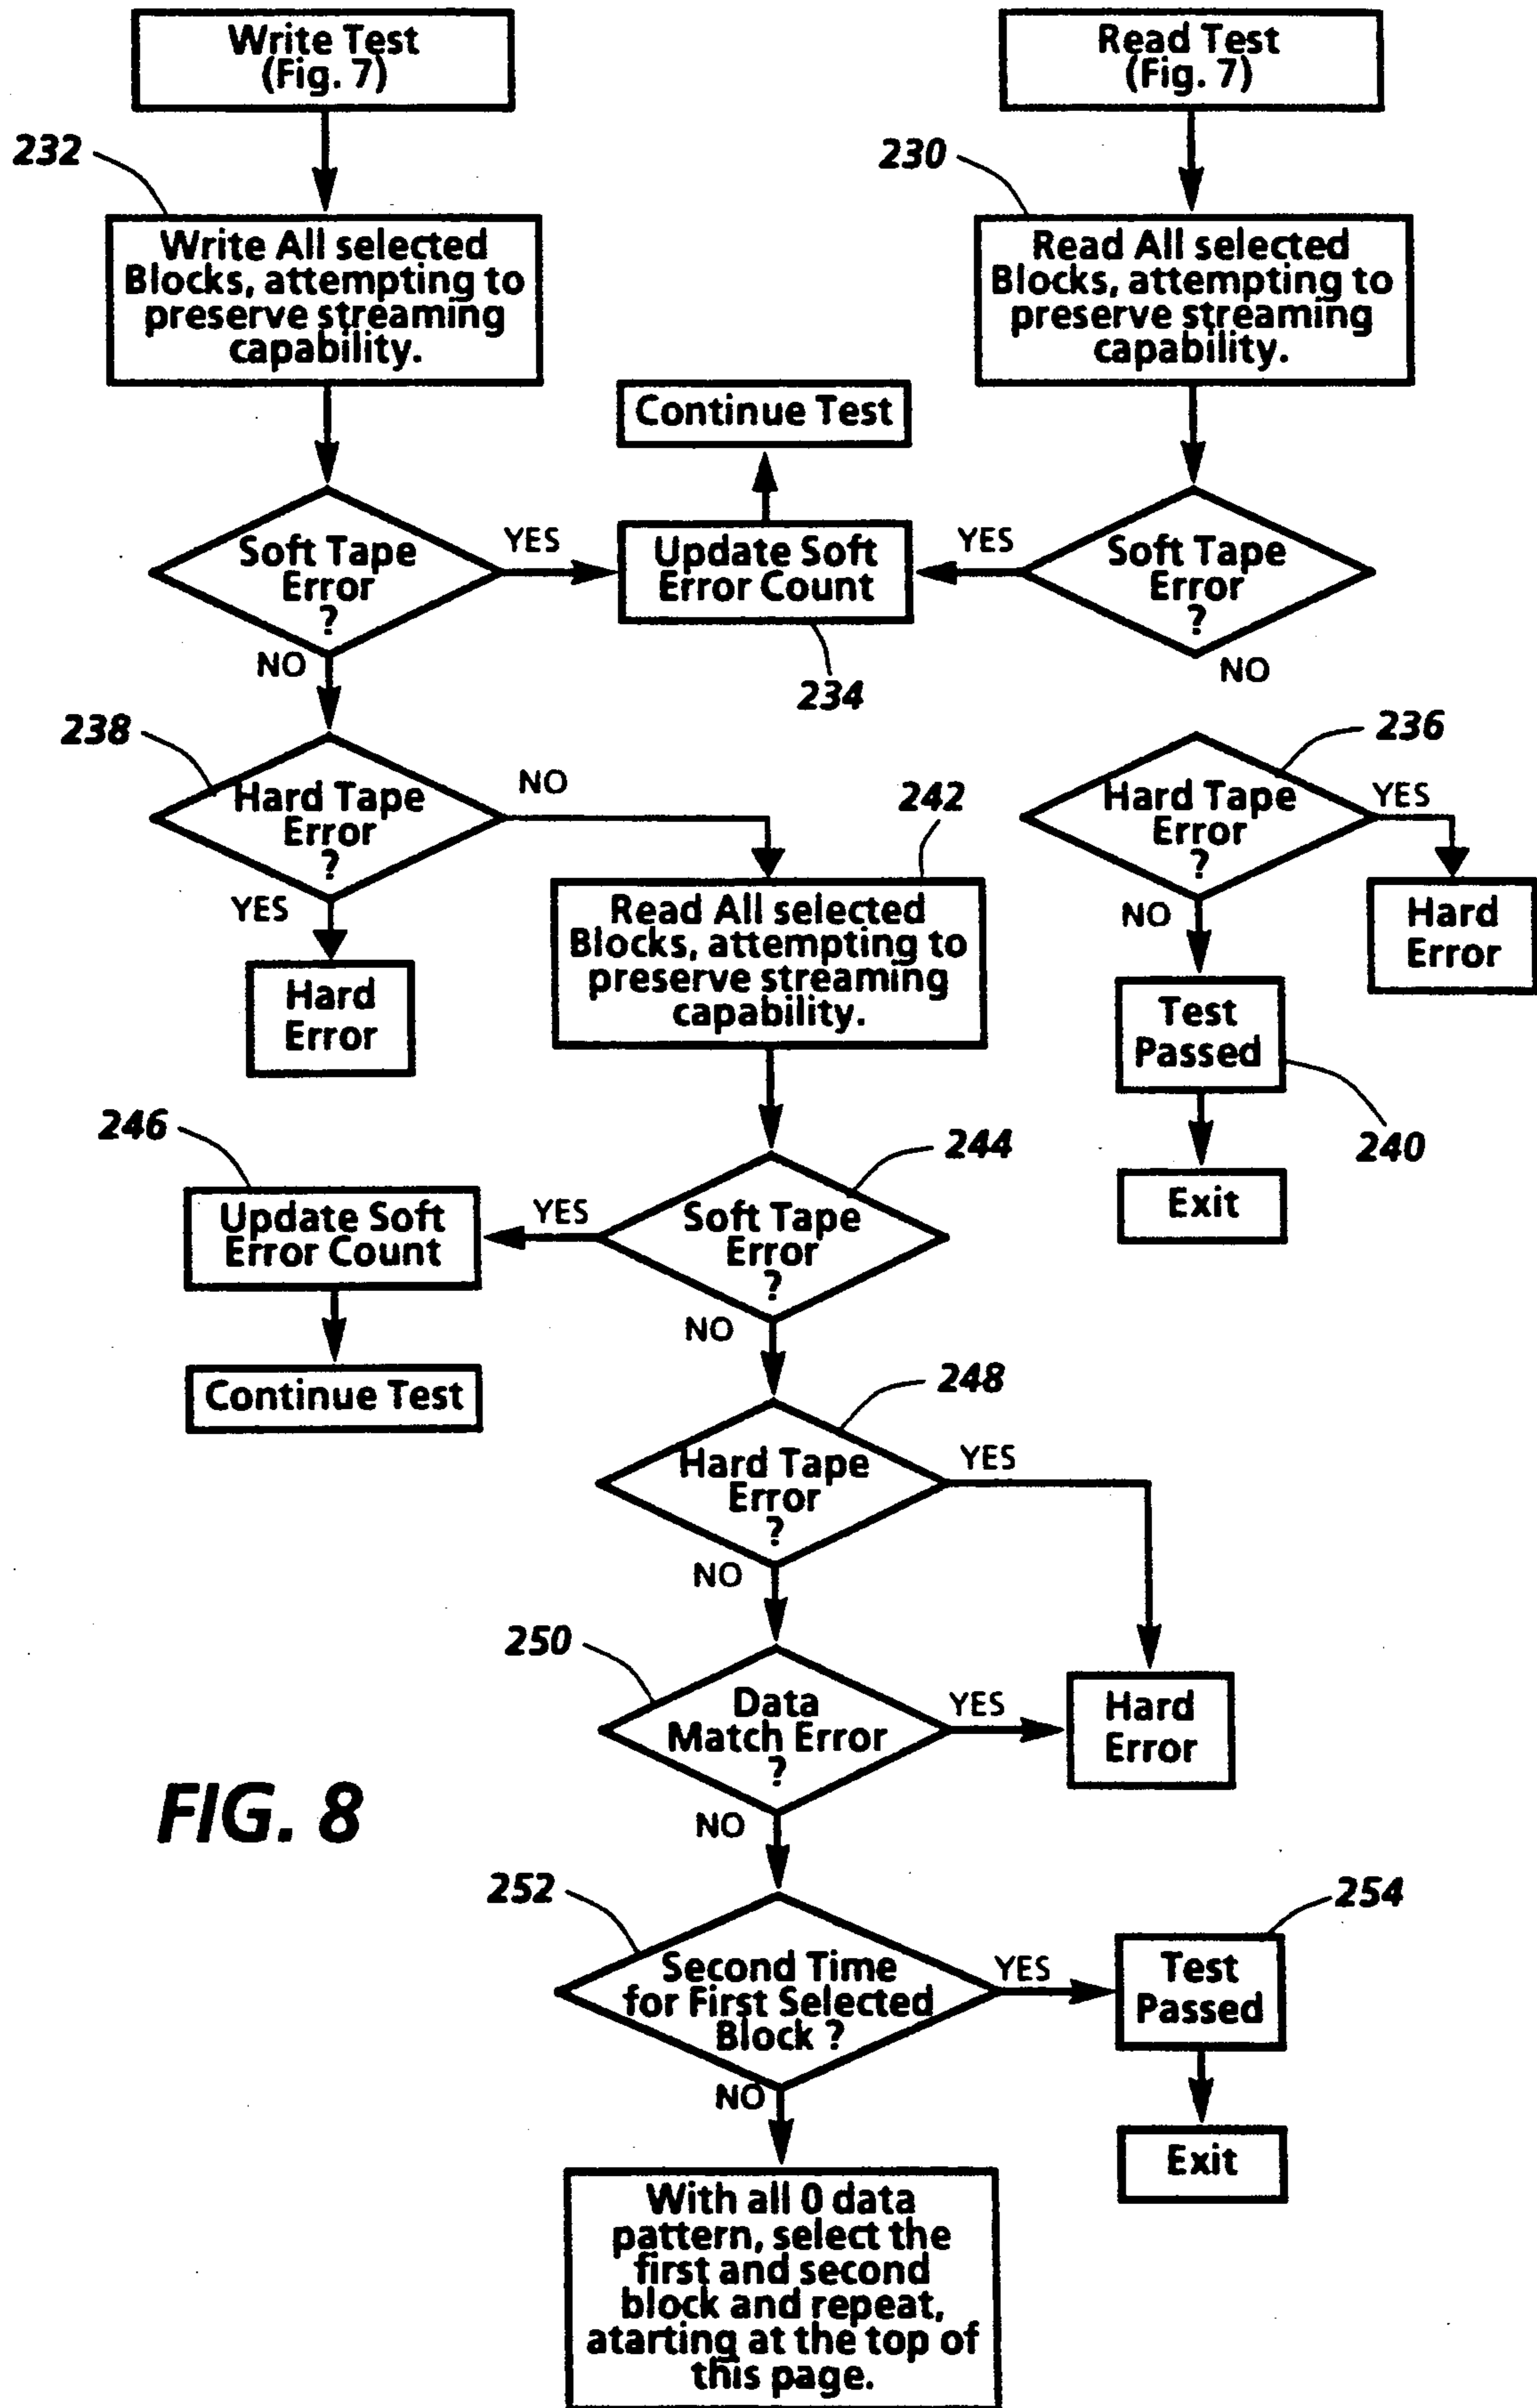 Write Test
(Fig. 7)
Read Test
(Fig. 7)
232
230
Write All selected
Blocks, attempting to
preserve streaming
capability.
Read All selected
Blocks, attempting to
preserve streaming
capability.
Continue Test
Soft Tape
Error
?
YES
Update Soft
Error Count
YES
Soft Tape
Error
?
NO
234
NO
238
236
Hard Tape
Error
?
NO
242
Hard Tape
Error
?
YES
YES
Hard
Error
Read All selected
Blocks, attempting to
preserve streaming
capability.
NO
Hard
Error
Test
Passed
240
Exit
246
244
Update Soft
Error Count
YES
Soft Tape
Error
?
NO
Continue Test
248
Hard Tape
Error
?
YES
NO
250
Data
Match Error
?
YES
Hard
Error
NO
FIG. 8
252
254
Second Time
for First Selected
Block ?
YES
Test
Passed
NO
Exit
With all 0 data
pattern, select the
first and second
block and repeat,
atarting at the top of
this page.